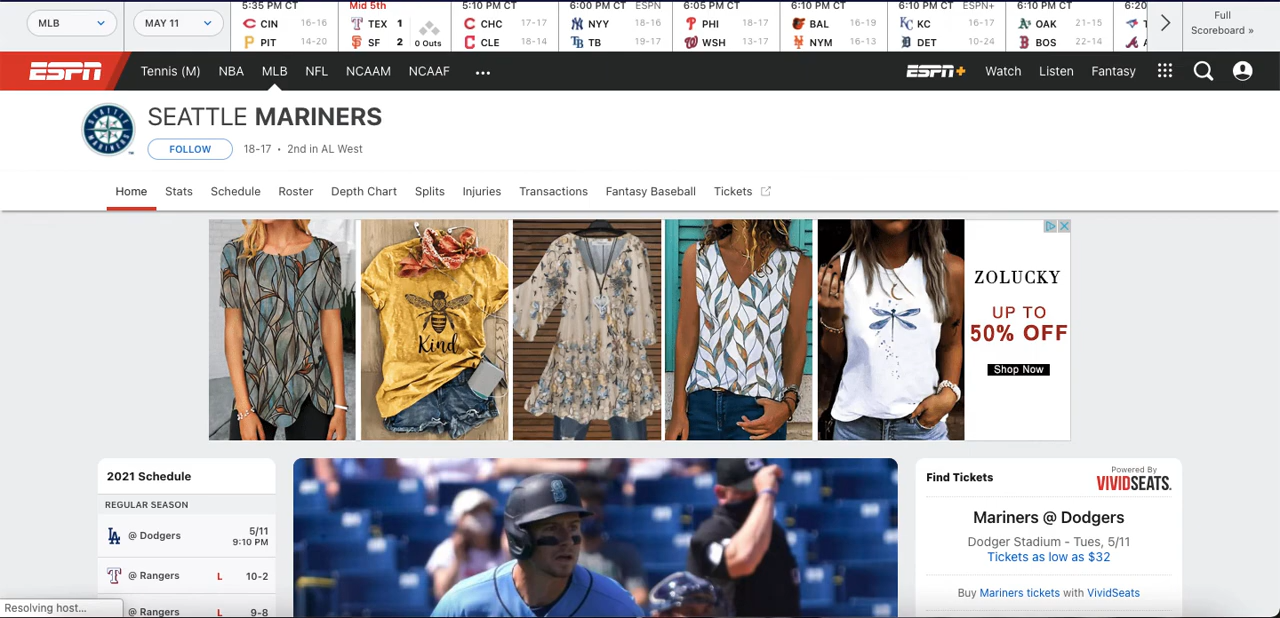 MLB
MAY 11
5:35 PM CT
CIN 16-16
PIT 14-20
Mid 5th
TEX 1
SF 2
0 Outs
5:10 PM CT
CHC 17-17
CLE 18-14
6:00 PM CT ESPN
NYY 18-16
TB 19-17
6:05 PM CT
PHI 18-17
WSH 13-17
6:10 PM CT
BAL 16-19
NYM 16-13
6:10 PM CT ESPN+
KC 16-17
DET 10-24
6:10 PM CT
OAK 21-15
BOS 22-14
6:20
Full
Scoreboard »
ESPN
Tennis (M) NBA MLB NFL NCAAM NCAAF ...
ESPN+ Watch Listen Fantasy
SEATTLE MARINERS
FOLLOW 18-17 • 2nd in AL West
Home Stats Schedule Roster Depth Chart Splits Injuries Transactions Fantasy Baseball Tickets
Kind
ZOLUCKY
UP TO
50% OFF
Shop Now
2021 Schedule
REGULAR SEASON
@ Dodgers 5/11
9:10 PM
@ Rangers L 10-2
@ Rangers L 9-8
Find Tickets
Powered By
VIVIDSEATS.
Mariners @ Dodgers
Dodger Stadium - Tues, 5/11
Tickets as low as $32
Buy Mariners tickets with VividSeats
Resolving host...